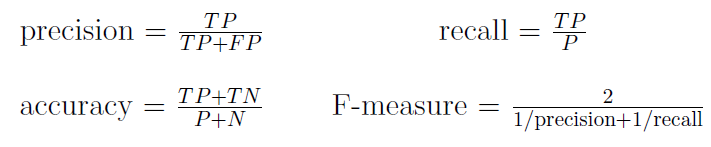 precision = TP/TP+FP recall = TP/P
accuracy = TP+TN/P+N F-measure = 2/1/precision+1/recall